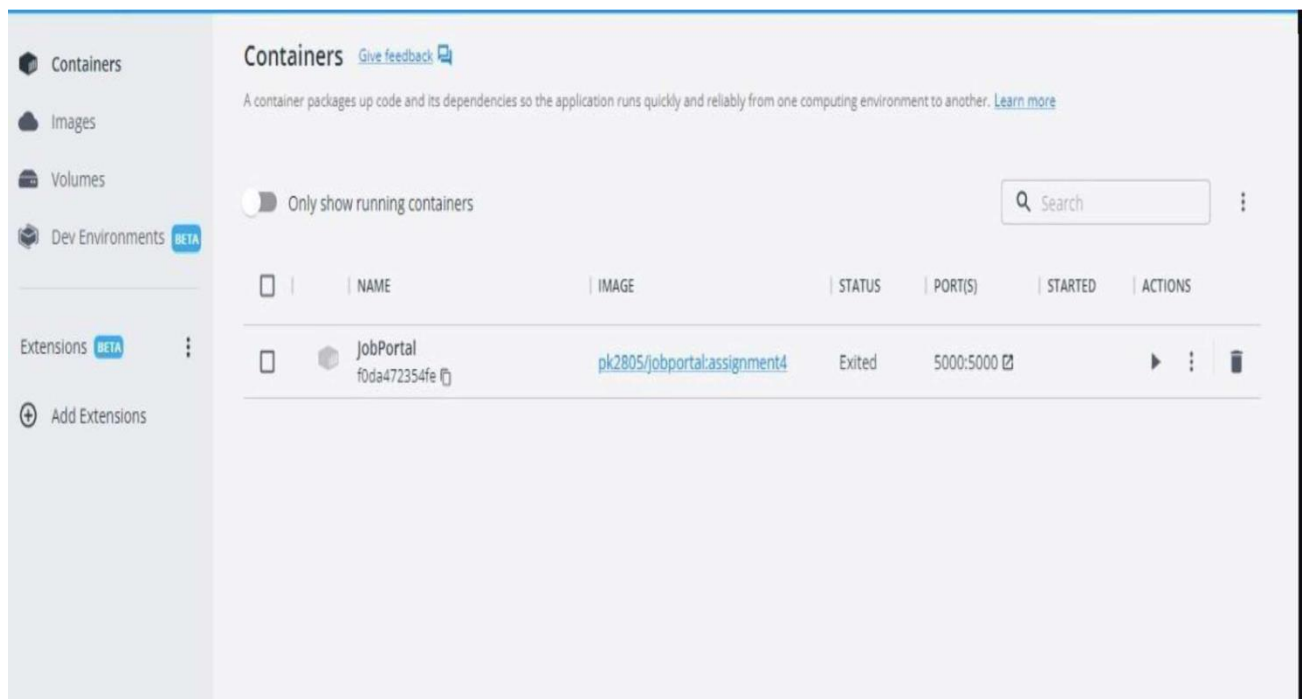 Containers
Images
Volumes
Dev Environments BETA
Extensions BETA
Add Extensions
Containers Give feedback
A container packages up code and its dependencies so the application runs quickly and reliably from one computing environment to another. Learn more
Only show running containers
Search
NAME IMAGE STATUS PORT(S) STARTED ACTIONS
JobPortal pk2805/jobportal:assignment4 Exited 5000:5000
f0da472354fe